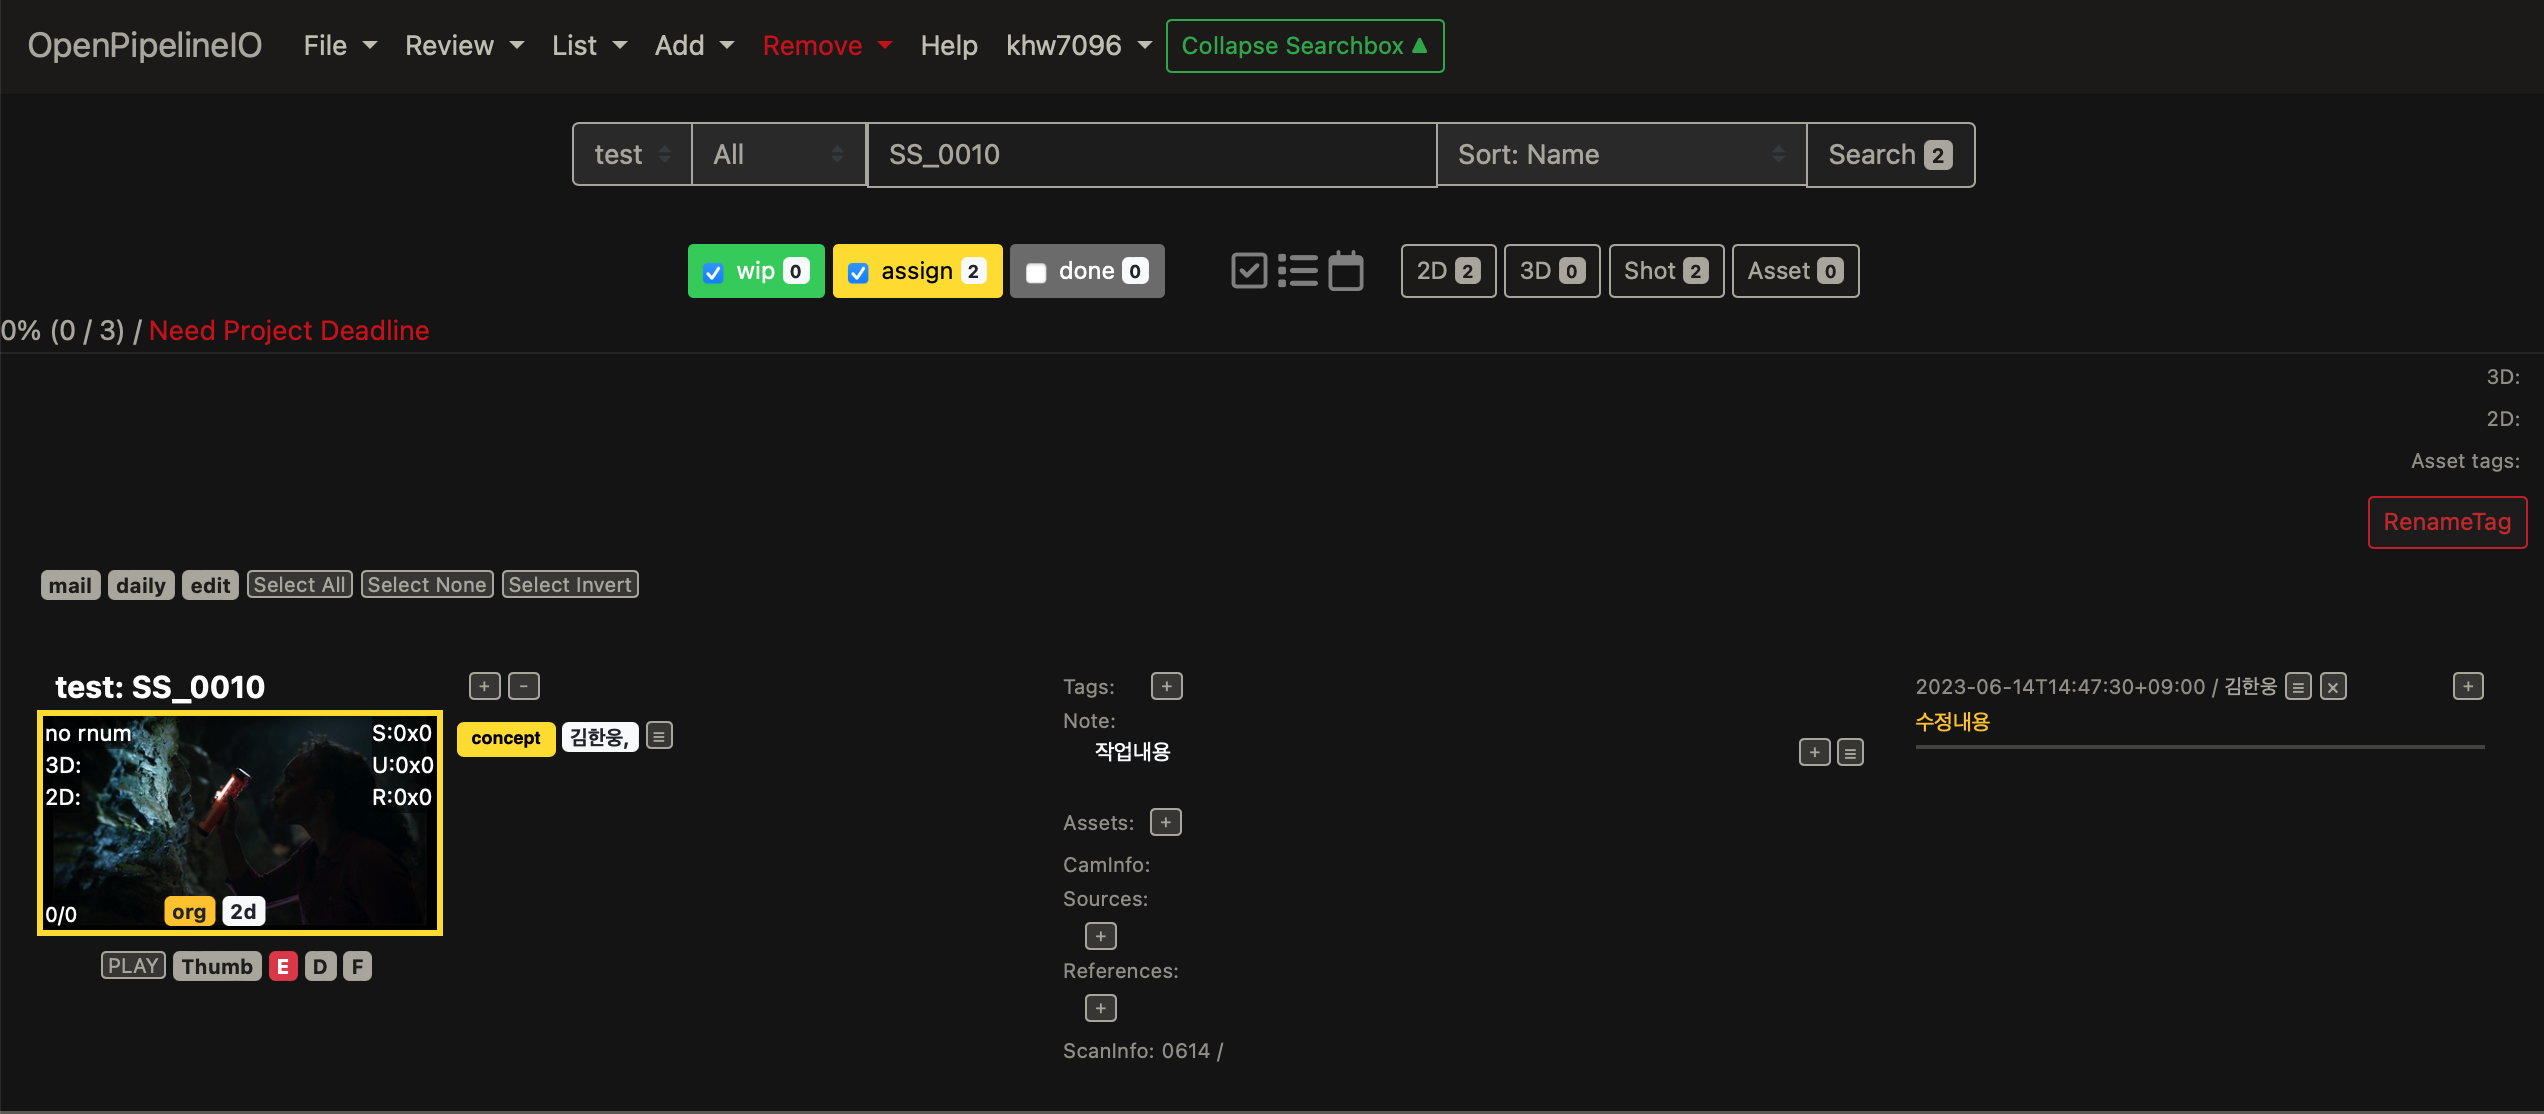 OpenPipelineIO File Review List Add Remove Help khw7096 Collapse Searchbox ▲
test All SS_0010 Sort: Name Search 2
wip 0 assign 2 done 0 2D 2 3D 0 Shot 2 Asset 0
0% (0 / 3) / Need Project Deadline
3D:
2D:
Asset tags:
RenameTag
mail daily edit Select All Select None Select Invert
test: SS_0010 + -
no rnum S:0x0
3D: U:0x0
2D: R:0x0
0/0 org 2d
PLAY Thumb E D F
concept 김한웅,
Tags: +
Note:
작업내용
+
Assets: +
CamInfo:
Sources:
+
References:
+
ScanInfo: 0614 /
2023-06-14T14:47:30+09:00 / 김한웅 × +
수정내용